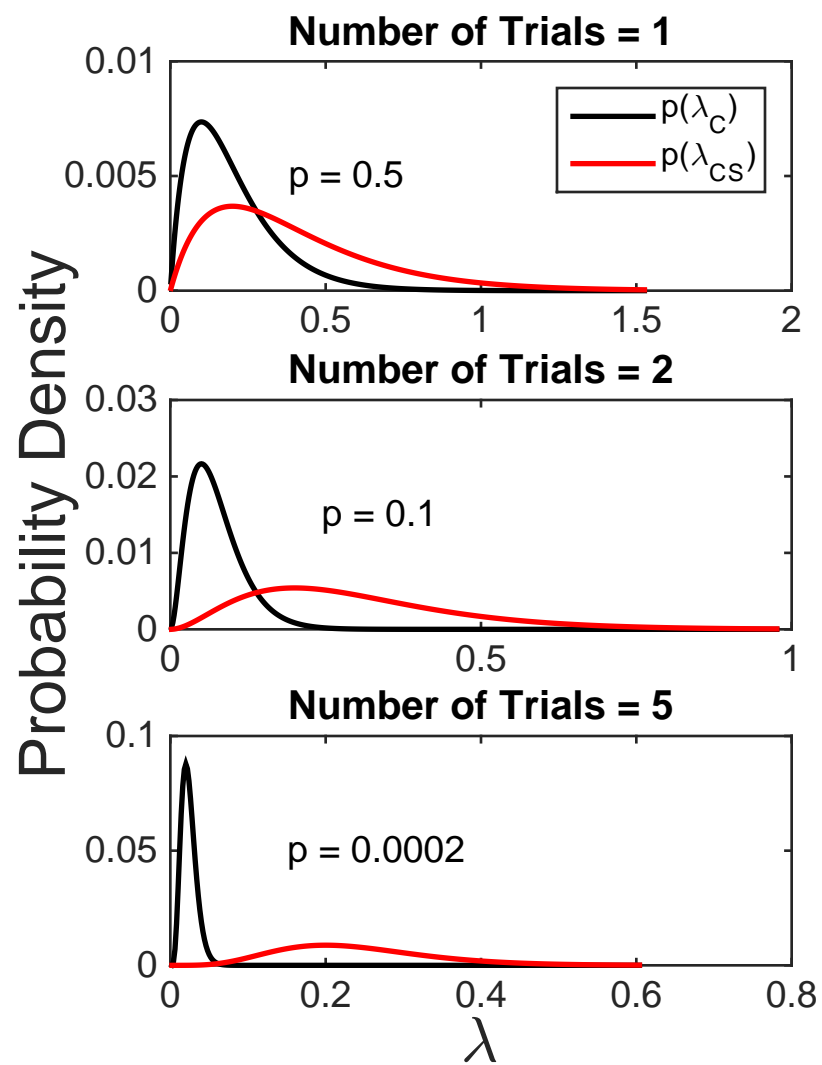 Number of Trials = 1
0.01
0.005
0
p = 0.5
p(λ_C)
p(λ_CS)
0 0.5 1 1.5 2
Number of Trials = 2
0.03
0.02
0.01
0
p = 0.1
0 0.5 1
Number of Trials = 5
0.1
0.05
0
p = 0.0002
0 0.2 0.4 0.6 0.8
Probability Density
λ